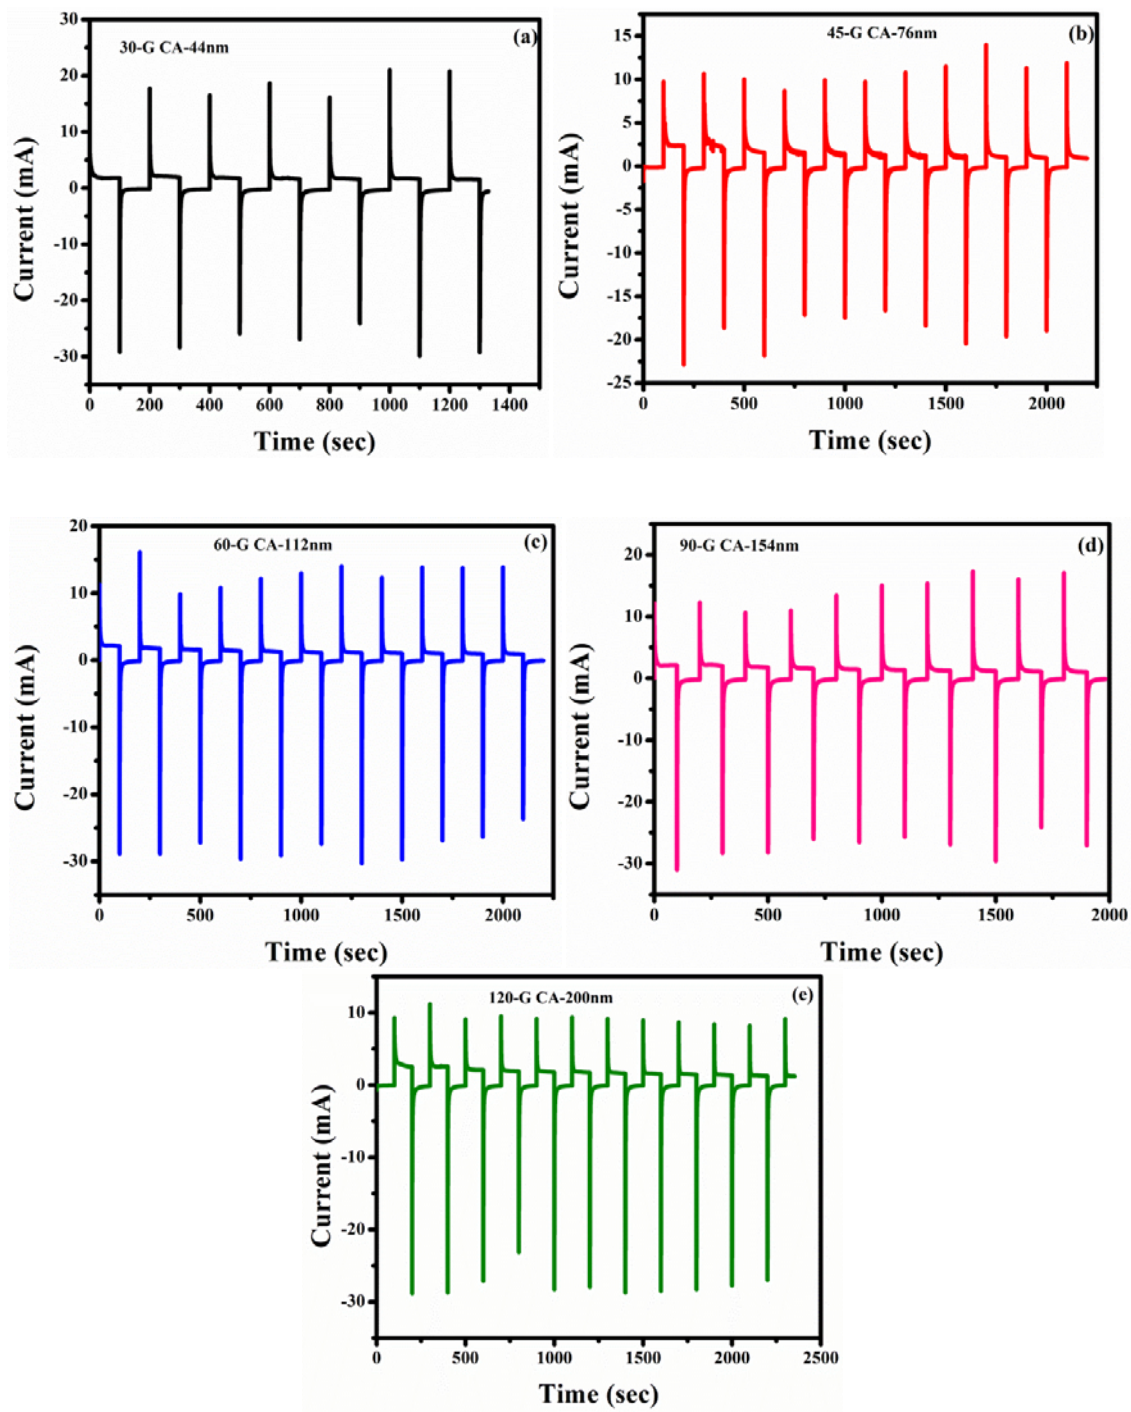 30-G CA-44nm
(a)
30
20
10
0
-10
-20
-30
Current (mA)
0 200 400 600 800 1000 1200 1400
Time (sec)
45-G CA-76nm
(b)
15
10
5
0
-5
-10
-15
-20
-25
Current (mA)
0 500 1000 1500 2000
Time (sec)
60-G CA-112nm
(c)
20
10
0
-10
-20
-30
Current (mA)
0 500 1000 1500 2000
Time (sec)
90-G CA-154nm
(d)
20
10
0
-10
-20
-30
Current (mA)
0 500 1000 1500 2000
Time (sec)
120-G CA-200nm
(e)
10
0
-10
-20
-30
Current (mA)
0 500 1000 1500 2000 2500
Time (sec)